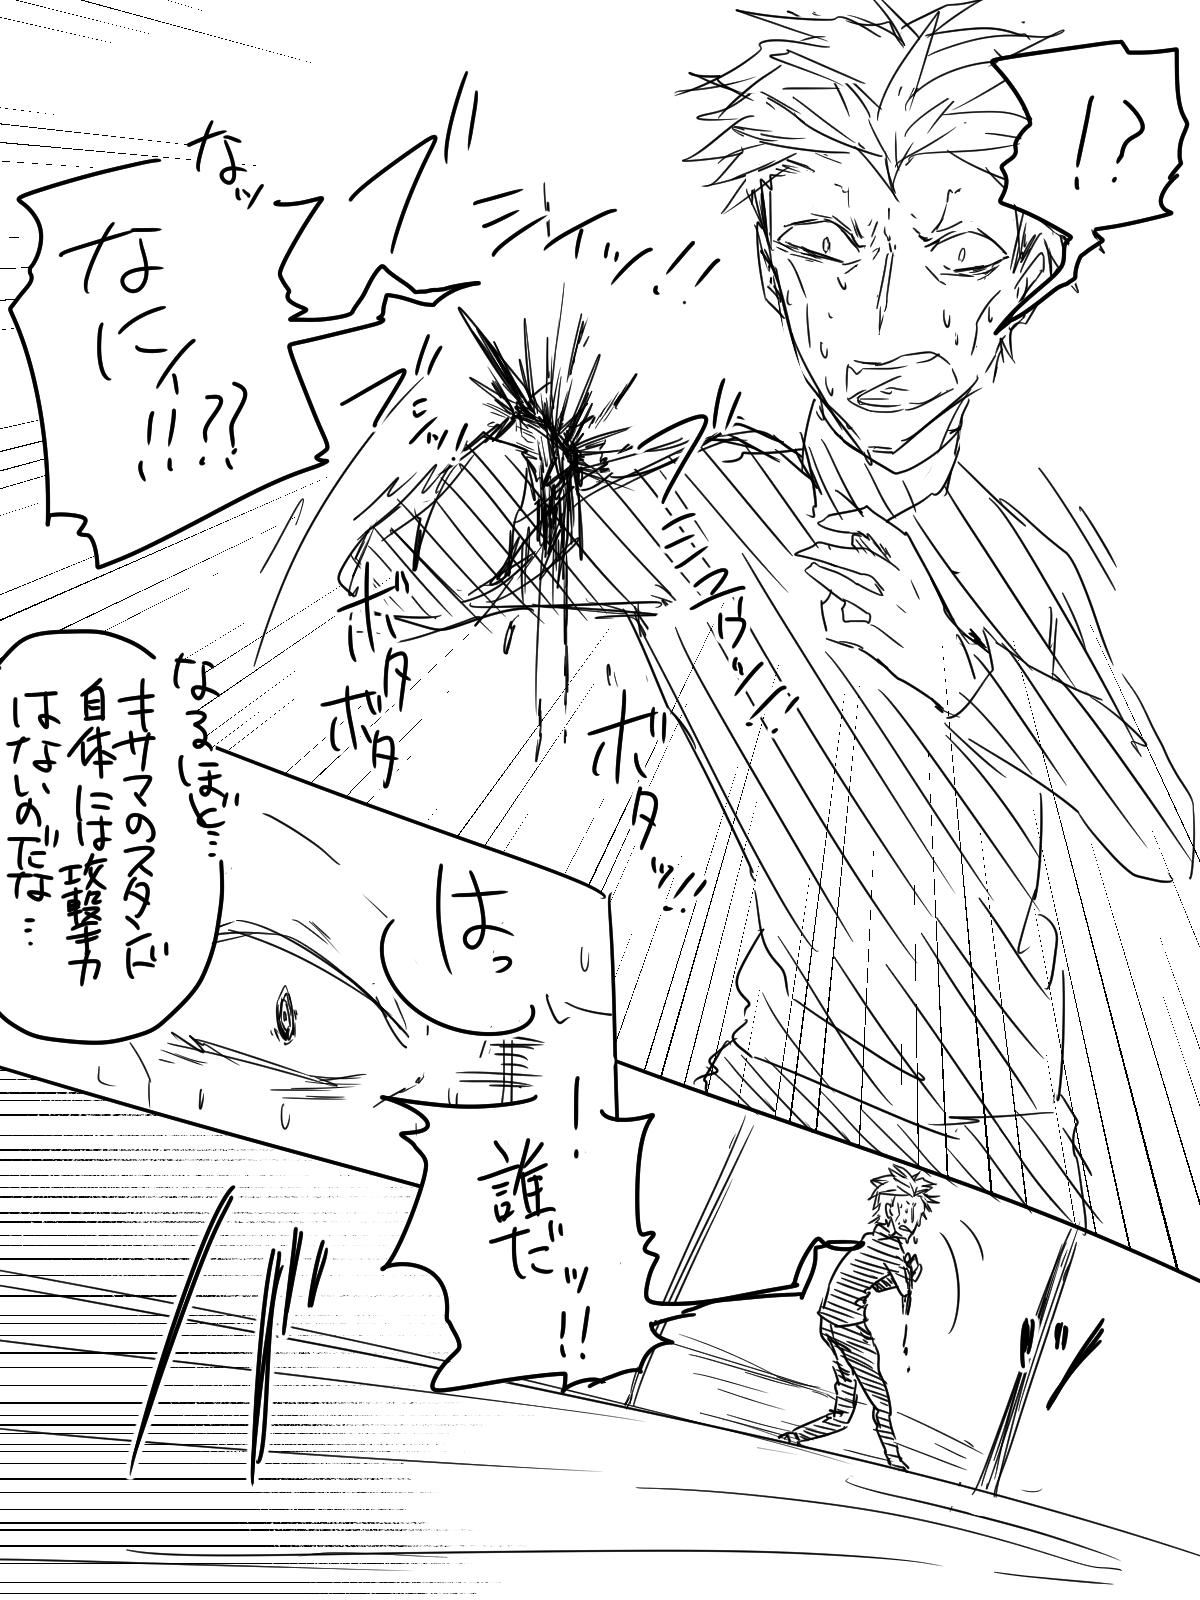 !?
ブシィッ!!
ブシッ!
ブシュウッ!!
なッ
なにィ
!!??
ボタ
ボタ
ボタッ!!
なるほど…
キサマのスタンド
自体には攻撃力
はないのだな…
はっ
!
誰だッ
!!